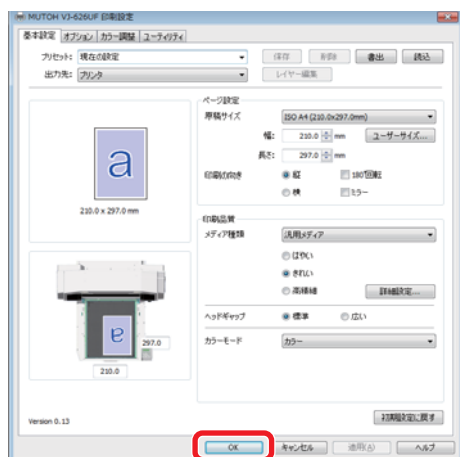 MUTOH VJ-626UF 印刷設定
基本設定 オプション カラー調整 ユーティリティ
プリセット: 現在の設定 保存 削除 書出 読込
出力先: プリンタ レイヤー編集
ページ設定
原稿サイズ ISO A4 (210.0x297.0mm)
幅: 210.0 mm ユーザーサイズ...
長さ: 297.0 mm
印刷の向き 縦 180°回転
横 ミラー
a
210.0 x 297.0 mm
印刷品質
メディア種類 汎用メディア
はやい
きれい
高精細 詳細設定...
ヘッドギャップ 標準 広い
カラーモード カラー
a
297.0
210.0
Version 0.13 初期設定に戻す
OK キャンセル 適用(A) ヘルプ